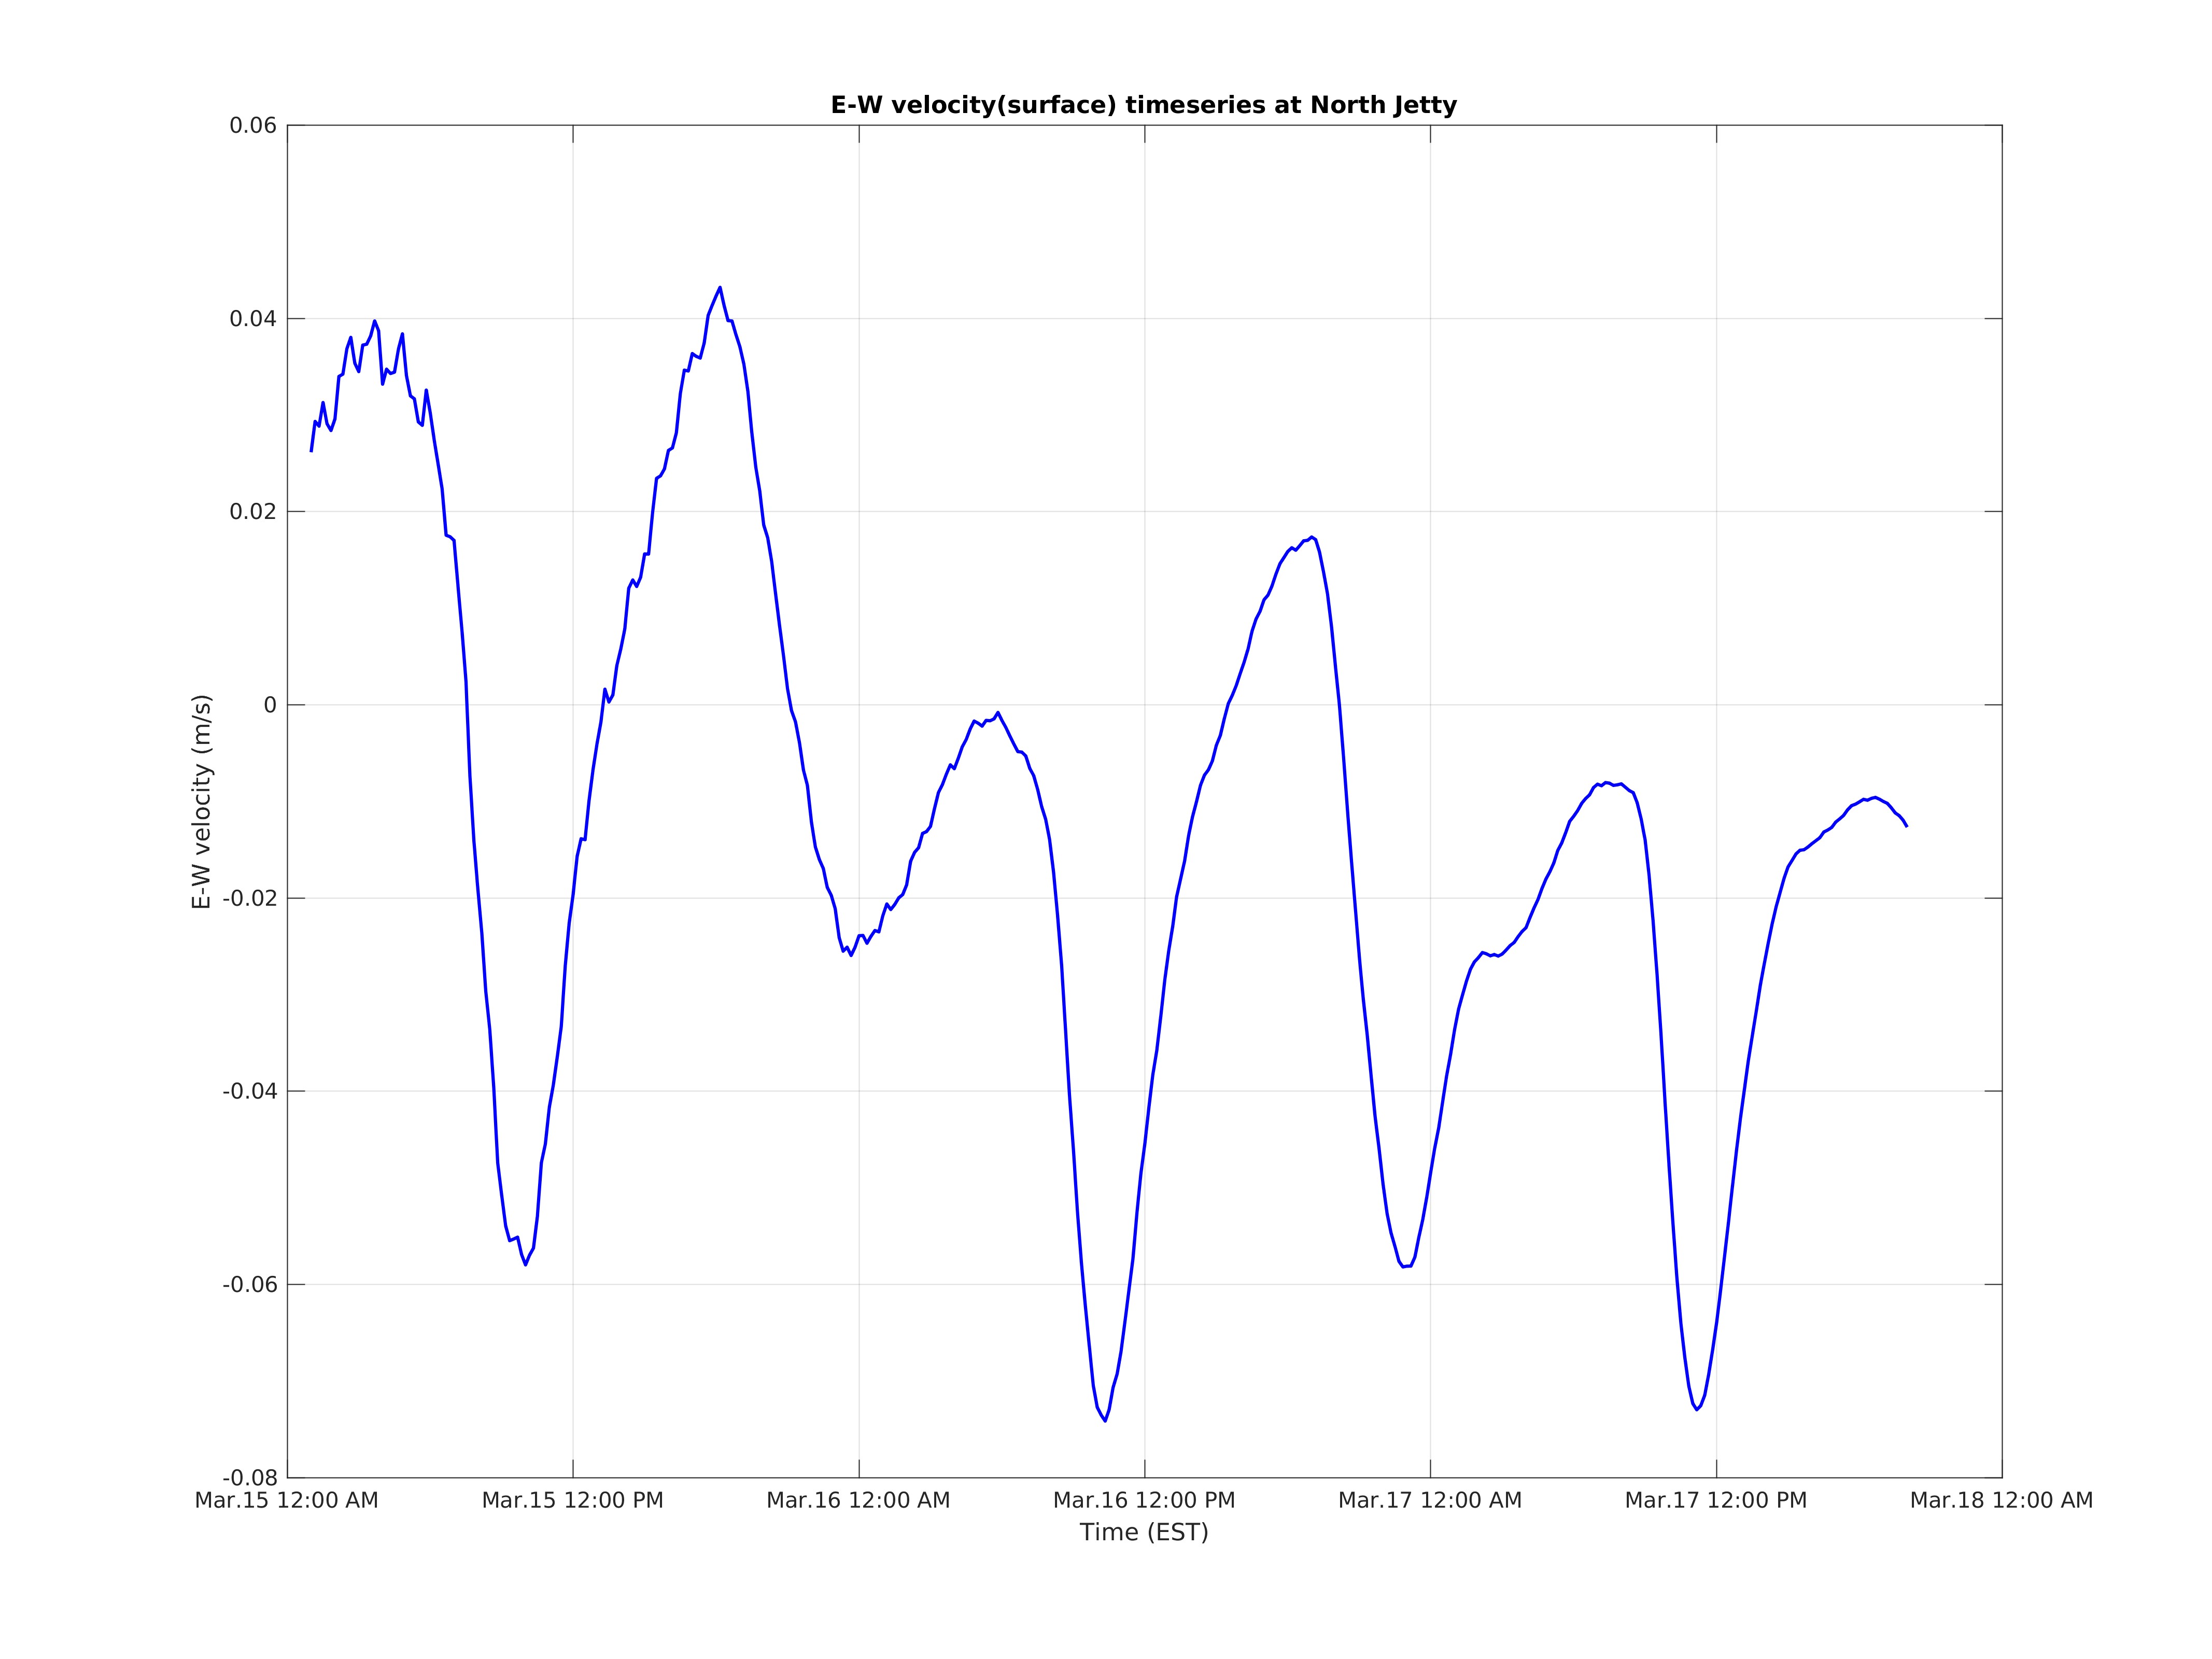 E-W velocity(surface) timeseries at North Jetty
0.06
0.04
0.02
0
-0.02
-0.04
-0.06
-0.08
E-W velocity (m/s)
Mar.15 12:00 AM
Mar.15 12:00 PM
Mar.16 12:00 AM
Mar.16 12:00 PM
Mar.17 12:00 AM
Mar.17 12:00 PM
Mar.18 12:00 AM
Time (EST)